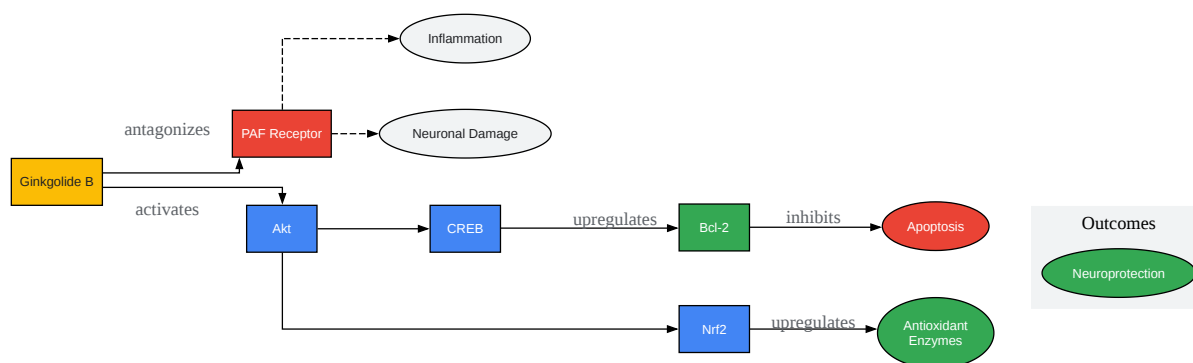 Inflammation
antagonizes
PAF Receptor
Neuronal Damage
Ginkgolide B
activates
Akt
CREB
upregulates
Bcl-2
inhibits
Apoptosis
Outcomes
Neuroprotection
Nrf2
upregulates
Antioxidant
Enzymes